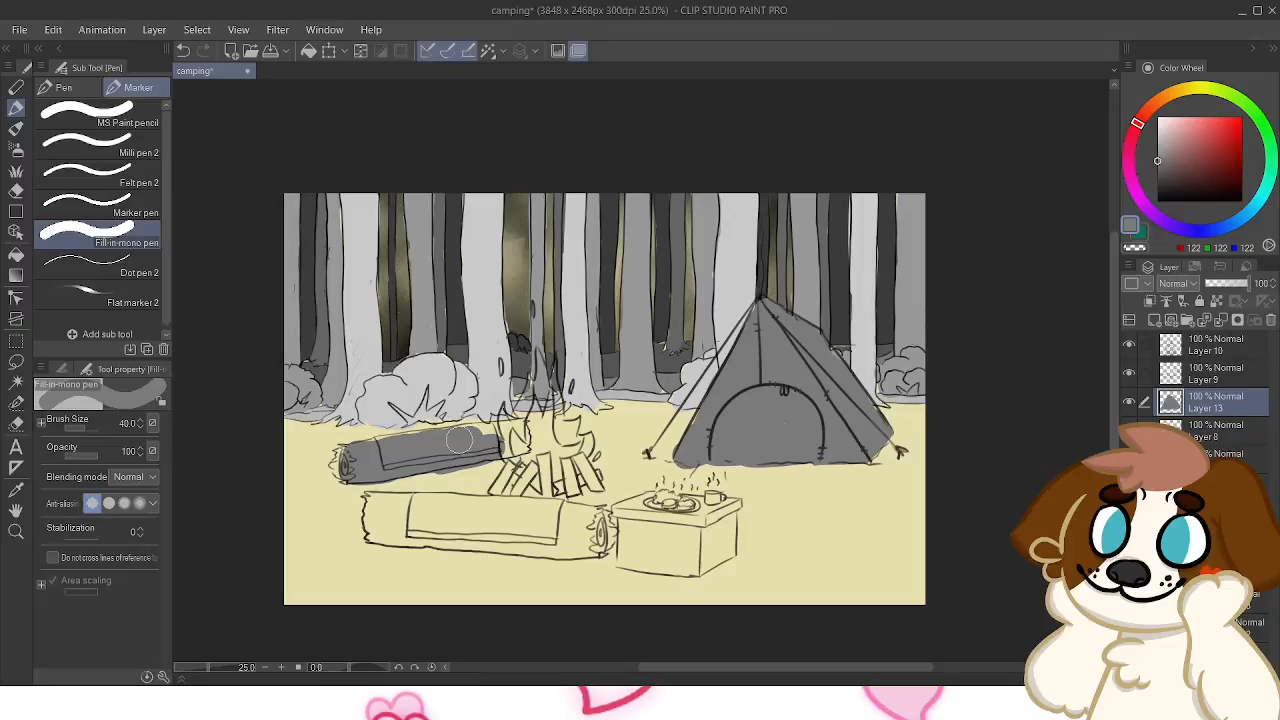 camping* (3848 x 2468px 300dpi 25.0%) - CLIP STUDIO PAINT PRO
File Edit Animation Layer Select View Filter Window Help
Sub Tool [Pen]
camping*
Color Wheel
Pen Marker
MS Paint pencil
Milli pen 2
Felt pen 2
Marker pen
Fill-in-mono pen
Dot pen 2
Flat marker 2
Add sub tool
Tool property [Fill-in-mo
Fill-in-mono pen
Brush Size 40.0
Opacity 100
Blending mode Normal
Anti-alias
Stabilization 0
Do not cross lines of reference l
Area scaling
25.0 0.0
122 122 122
Layer
Normal 100
100 % Normal
Layer 10
100 % Normal
Layer 9
100 % Normal
Layer 13
100 % Normal
Layer 8
Normal
Normal
Normal